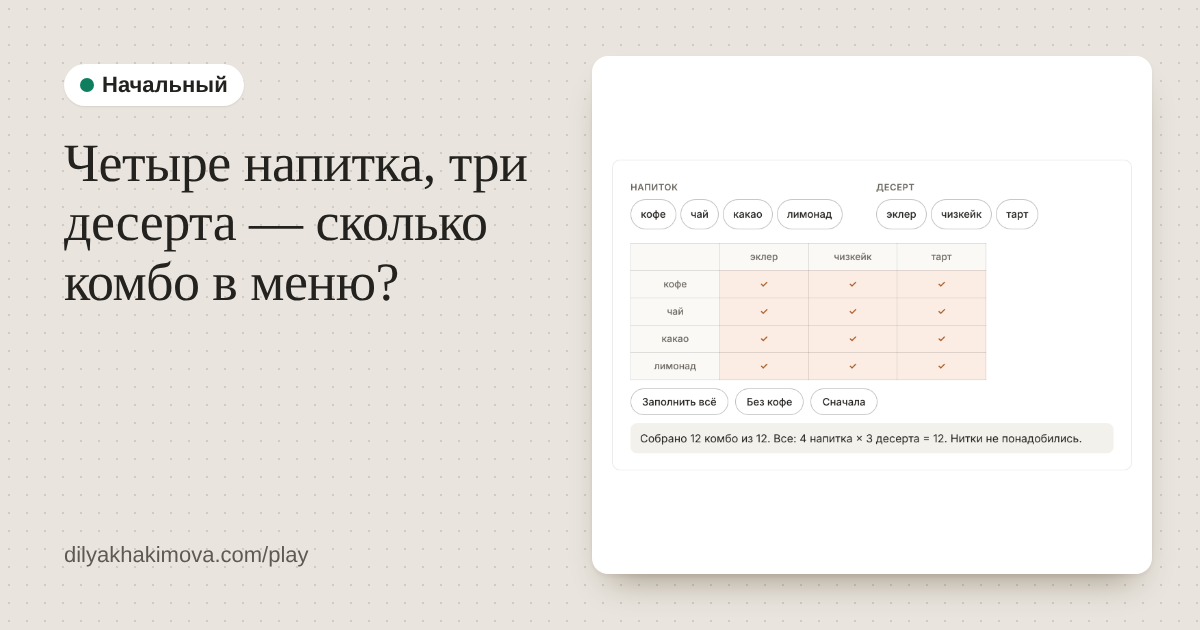 Начальный
Четыре напитка, три
десерта — сколько
комбо в меню?
dilyakhakimova.com/play
НАПИТОК
кофе чай какао лимонад
ДЕСЕРТ
эклер чизкейк тарт
эклер чизкейк тарт
кофе ✓ ✓ ✓
чай ✓ ✓ ✓
какао ✓ ✓ ✓
лимонад ✓ ✓ ✓
Заполнить всё Без кофе Сначала
Собрано 12 комбо из 12. Все: 4 напитка × 3 десерта = 12. Нитки не понадобились.